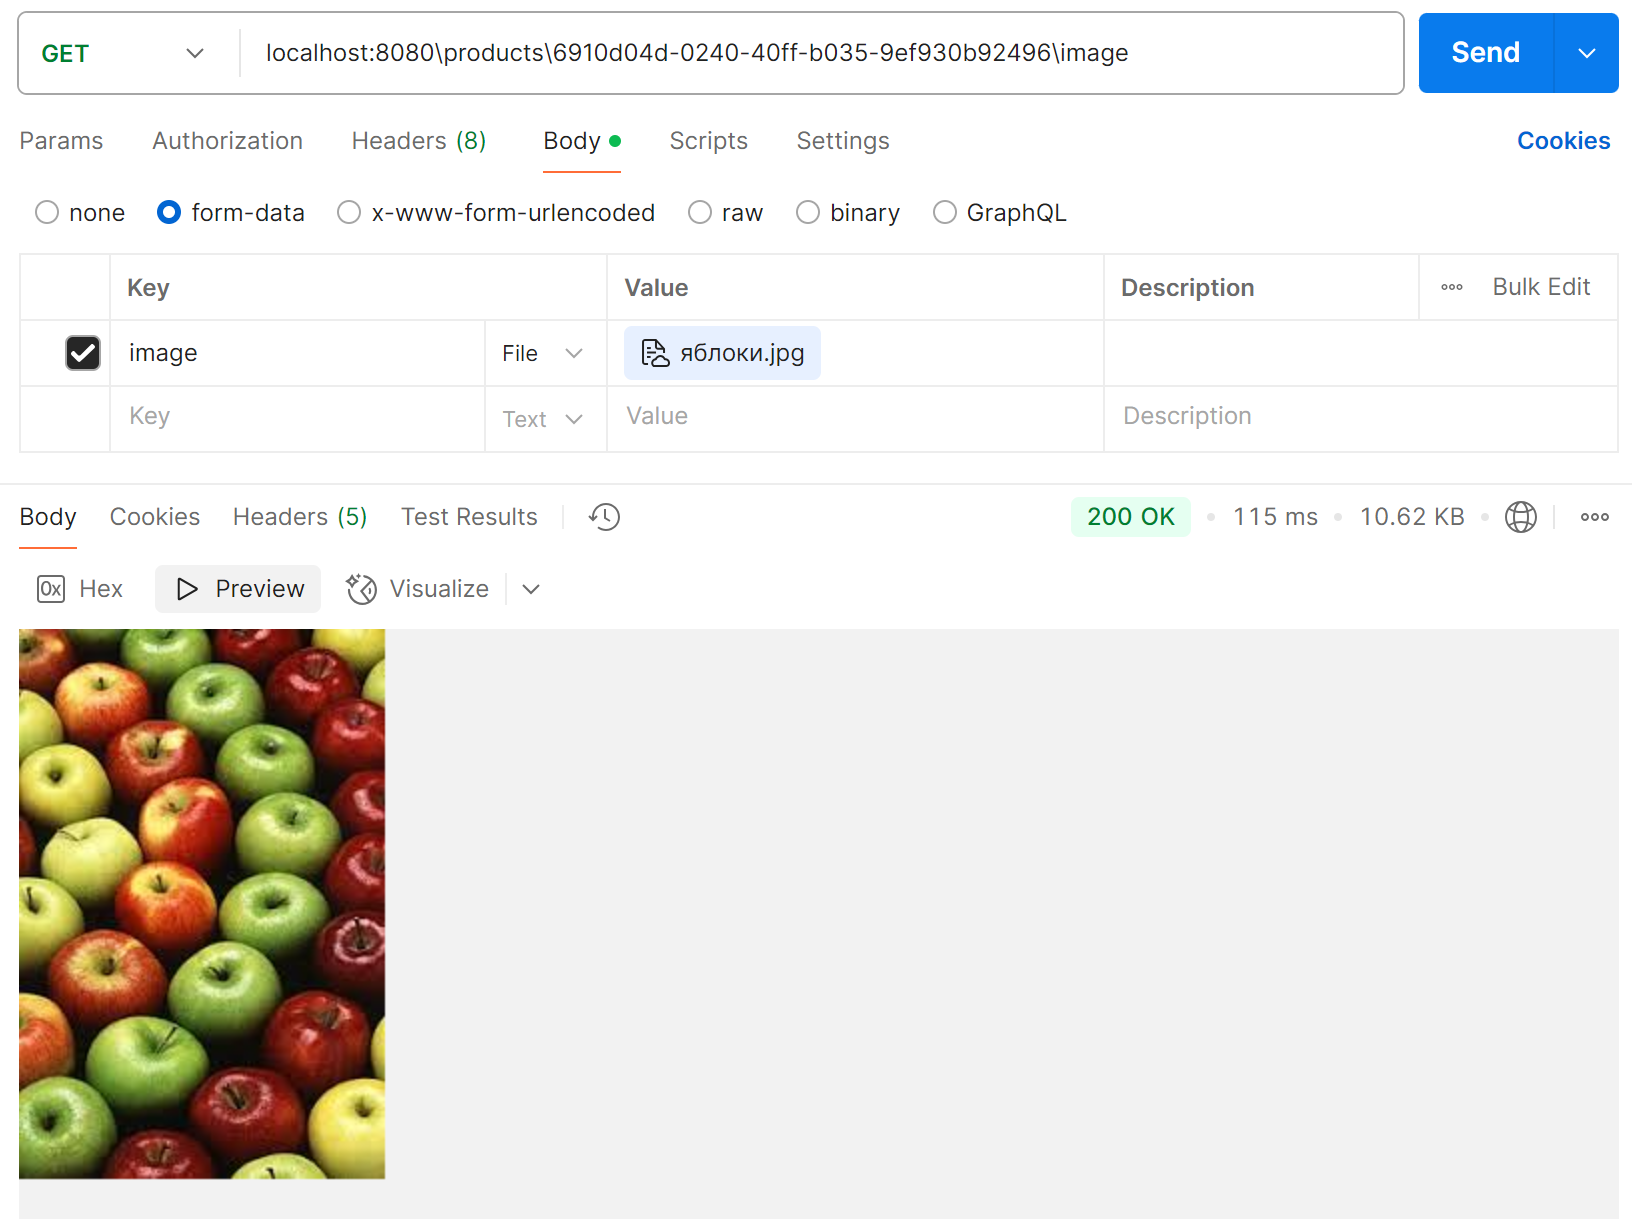 GET localhost:8080\products\6910d04d-0240-40ff-b035-9ef930b92496\image Send
Params Authorization Headers (8) Body Scripts Settings Cookies
none form-data x-www-form-urlencoded raw binary GraphQL
Key Value Description Bulk Edit
image File яблоки.jpg
Key Text Value Description
Body Cookies Headers (5) Test Results 200 OK 115 ms 10.62 KB
0x Hex Preview Visualize